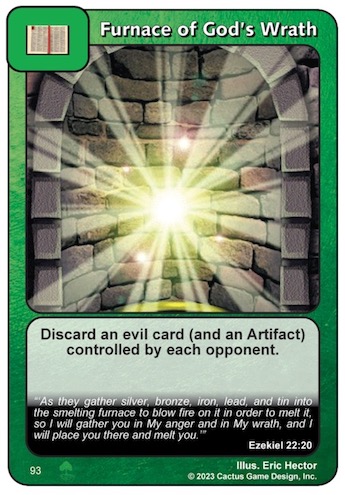 Furnace of God's Wrath
Discard an evil card (and an Artifact)
controlled by each opponent.
"'As they gather silver, bronze, iron, lead, and tin into
the smelting furnace to blow fire on it in order to melt it,
so I will gather you in My anger and in My wrath, and I
will place you there and melt you.'"
Ezekiel 22:20
Illus. Eric Hector
93
© 2023 Cactus Game Design, Inc.